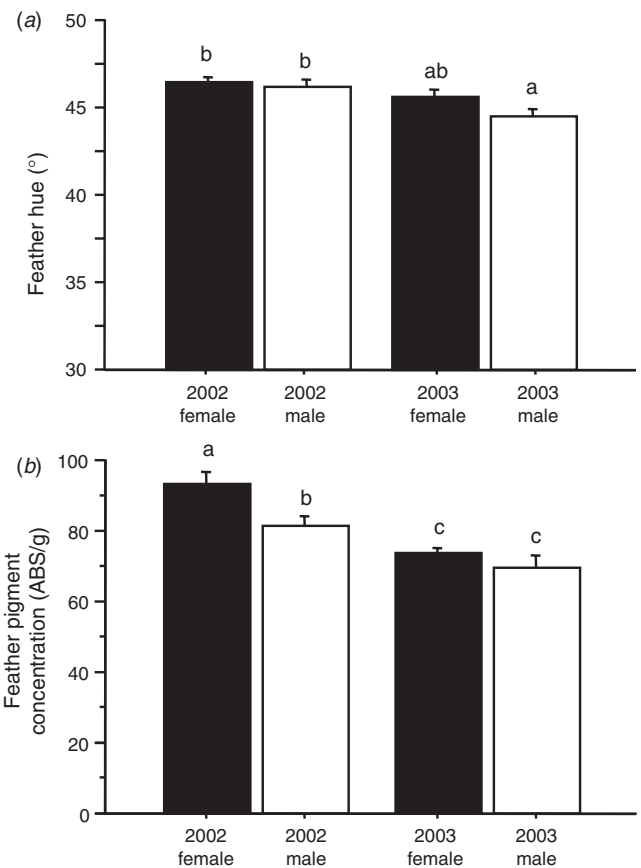 (a)
50
45
45
35
30
Feather hue (°)
b
b
ab
a
2002
female
2002
male
2003
female
2003
male
(b)
100
80
60
40
20
0
Feather pigment
concentration (ABS/g)
a
b
c
c
2002
female
2002
male
2003
female
2003
male